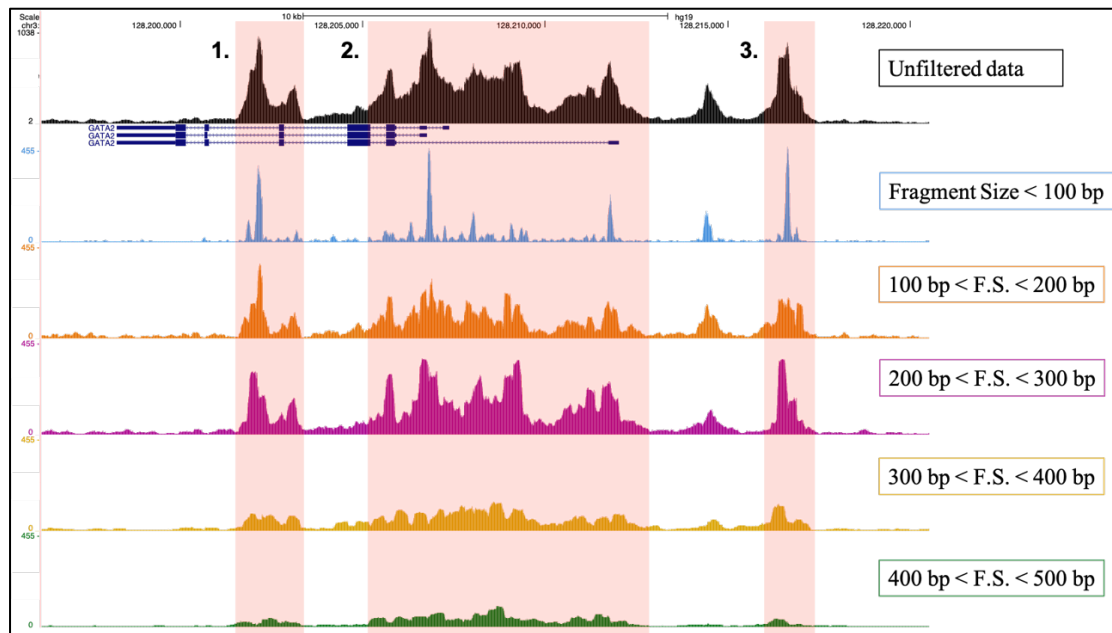 Scale 10 kb hg19
chr3: 128,200,000 128,205,000 128,210,000 128,215,000 128,220,000
1038 -
1. 2. 3.
Unfiltered data
2
GATA2
GATA2
GATA2
455
Fragment Size < 100 bp
0
455
100 bp < F.S. < 200 bp
0
455
200 bp < F.S. < 300 bp
0
455
300 bp < F.S. < 400 bp
0
455
400 bp < F.S. < 500 bp
0